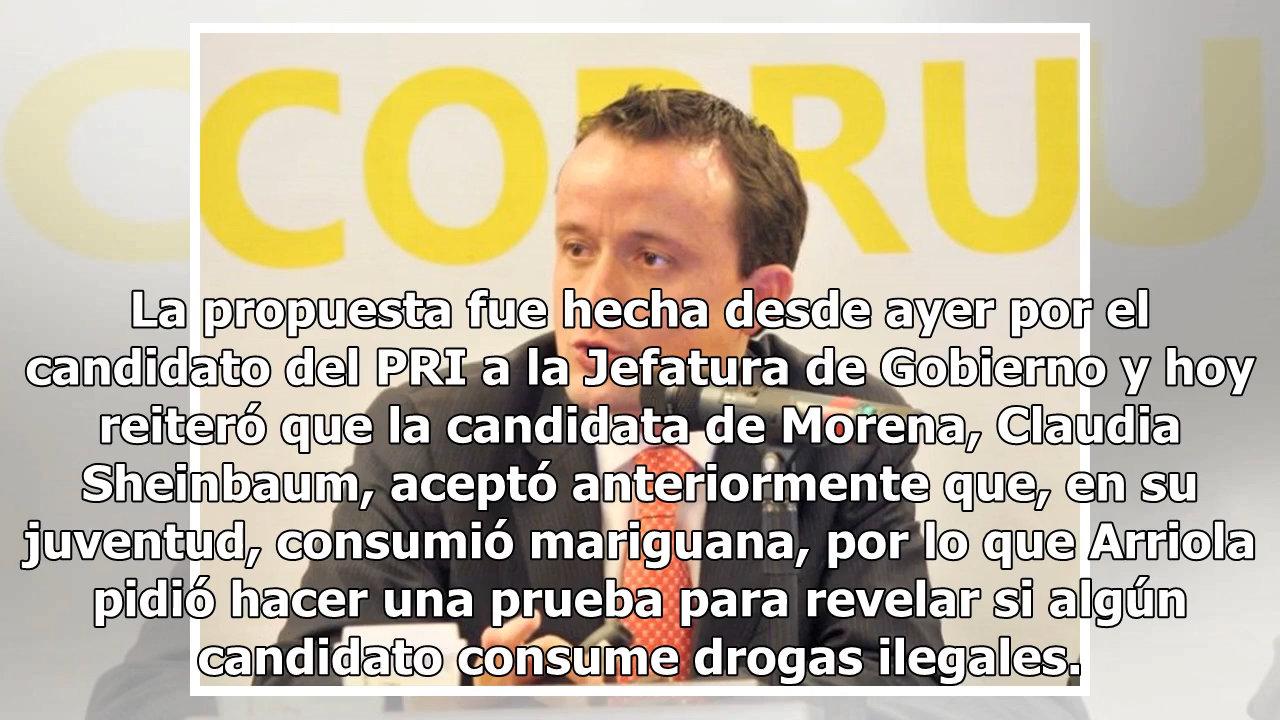 CORRU
La propuesta fue hecha desde ayer por el
candidato del PRI a la Jefatura de Gobierno y hoy
reiteró que la candidata de Morena, Claudia
Sheinbaum, aceptó anteriormente que, en su
juventud, consumió mariguana, por lo que Arriola
pidió hacer una prueba para revelar si algún
candidato consume drogas ilegales.